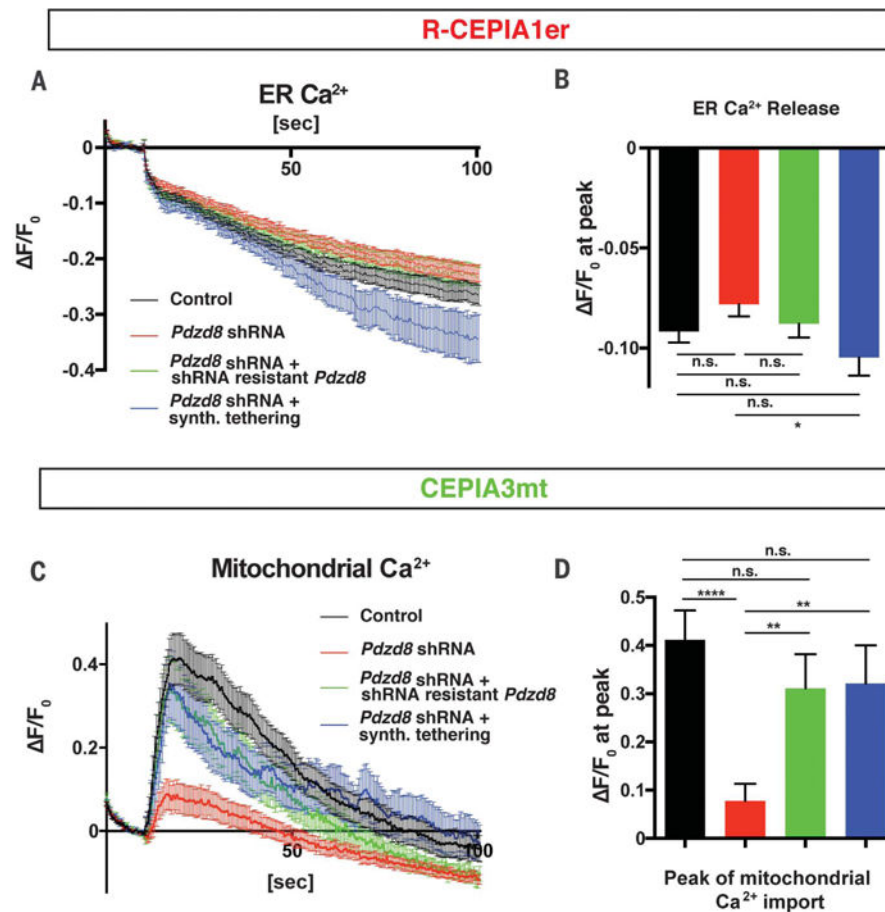 R-CEPIA1er
A
ER Ca²⁺
[sec]
50
100
0
-0.1
-0.2
-0.3
-0.4
ΔF/F₀
Control
Pdzd8 shRNA
Pdzd8 shRNA +
shRNA resistant Pdzd8
Pdzd8 shRNA +
synth. tethering
B
ER Ca²⁺ Release
0
-0.05
-0.10
ΔF/F₀ at peak
n.s.
n.s.
n.s.
n.s.
*
CEPIA3mt
C
Mitochondrial Ca²⁺
0.4
0.2
0
ΔF/F₀
50
100
[sec]
Control
Pdzd8 shRNA
Pdzd8 shRNA +
shRNA resistant Pdzd8
Pdzd8 shRNA +
synth. tethering
D
n.s.
n.s.
****
**
**
0.5
0.4
0.3
0.2
0.1
0
ΔF/F₀ at peak
Peak of mitochondrial
Ca²⁺ import